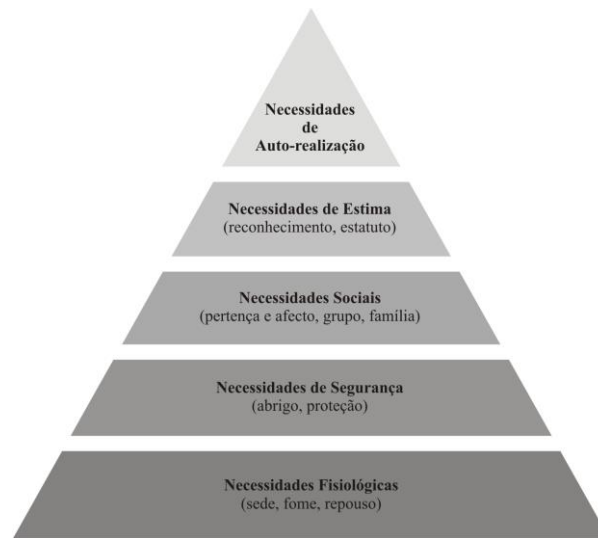 Necessidades
de
Auto-realização
Necessidades de Estima
(reconhecimento, estatuto)
Necessidades Sociais
(pertença e afecto, grupo, família)
Necessidades de Segurança
(abrigo, proteção)
Necessidades Fisiológicas
(sede, fome, repouso)